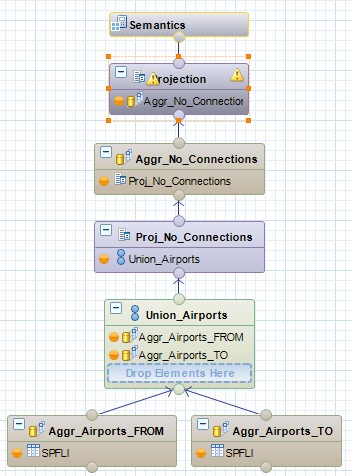 Semantics
Projection
Aggr_No_Connection
Aggr_No_Connections
Proj_No_Connections
Proj_No_Connections
Union_Airports
Union_Airports
Aggr_Airports_FROM
Aggr_Airports_TO
Drop Elements Here
Aggr_Airports_FROM
SPFLI
Aggr_Airports_TO
SPFLI